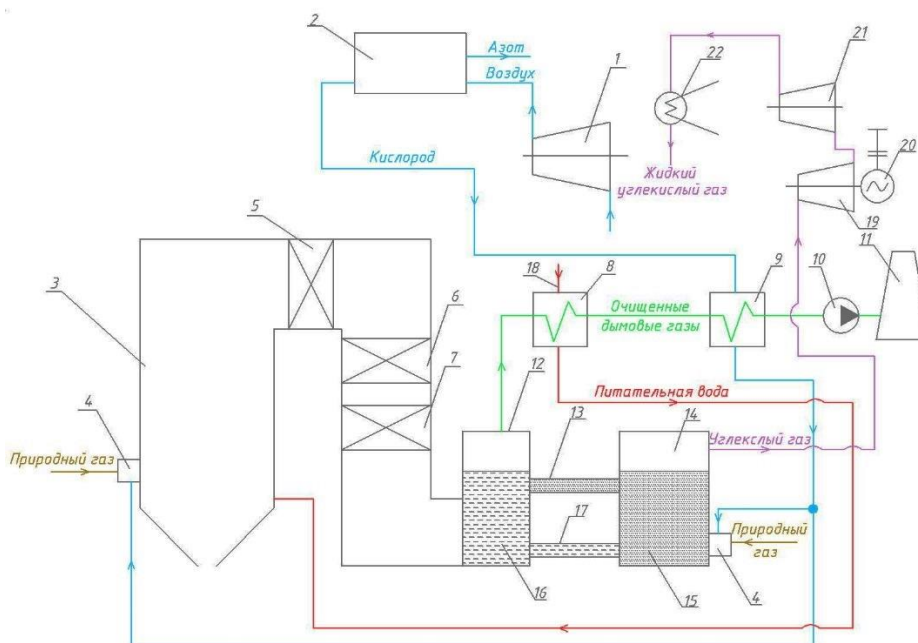 2
Азот
Воздух
1
22
21
Кислород
Жидкий
углекислый газ
20
19
5
3
18
8
9
10
11
Очищенные
дымовые газы
6
7
12
13
Питательная вода
14
4
Природный газ
Углекслый газ
17
16
15
Природный
газ
4